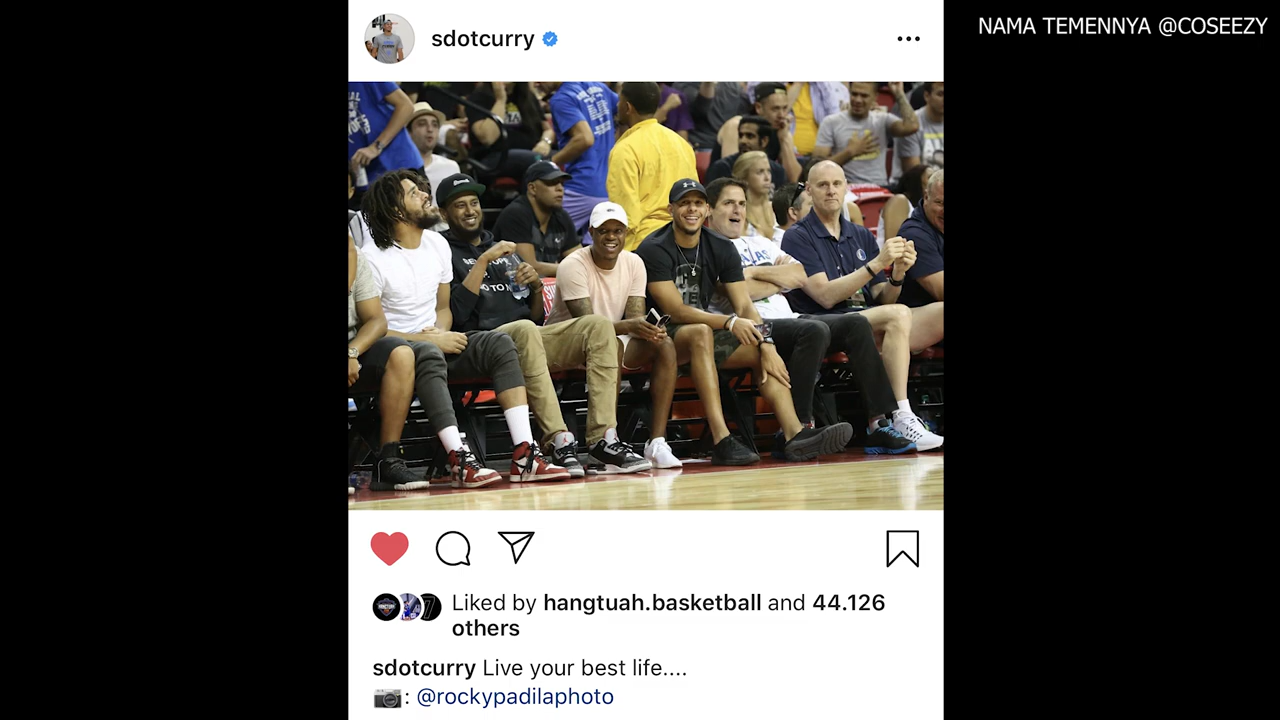 NAMA TEMENNYA @COSEEZY
sdotcurry
Liked by hangtuah.basketball and 44.126
others
sdotcurry Live your best life....
: @rockypadilaphoto